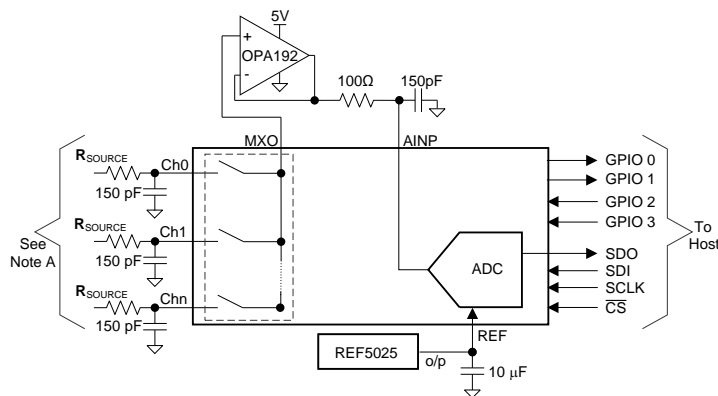 5V
+
OPA192
-
100Ω
150pF
MXO
AINP
RSOURCE
Ch0
150 pF
GPIO 0
GPIO 1
GPIO 2
GPIO 3
RSOURCE
Ch1
150 pF
See
Note A
To
Host
SDO
ADC
SDI
SCLK
CS
RSOURCE
Chn
150 pF
REF
REF5025
o/p
10 μF